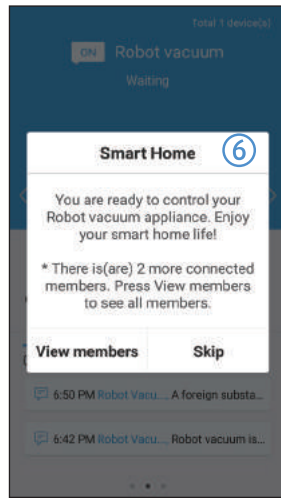 Total 1 device(s)
ON Robot vacuum
Waiting
Smart Home ⑥
You are ready to control your
Robot vacuum appliance. Enjoy
your smart home life!
* There is(are) 2 more connected
members. Press View members
to see all members.
View members Skip
6:50 PM Robot Vacu... A foreign substa...
6:42 PM Robot Vacu... Robot vacuum is...